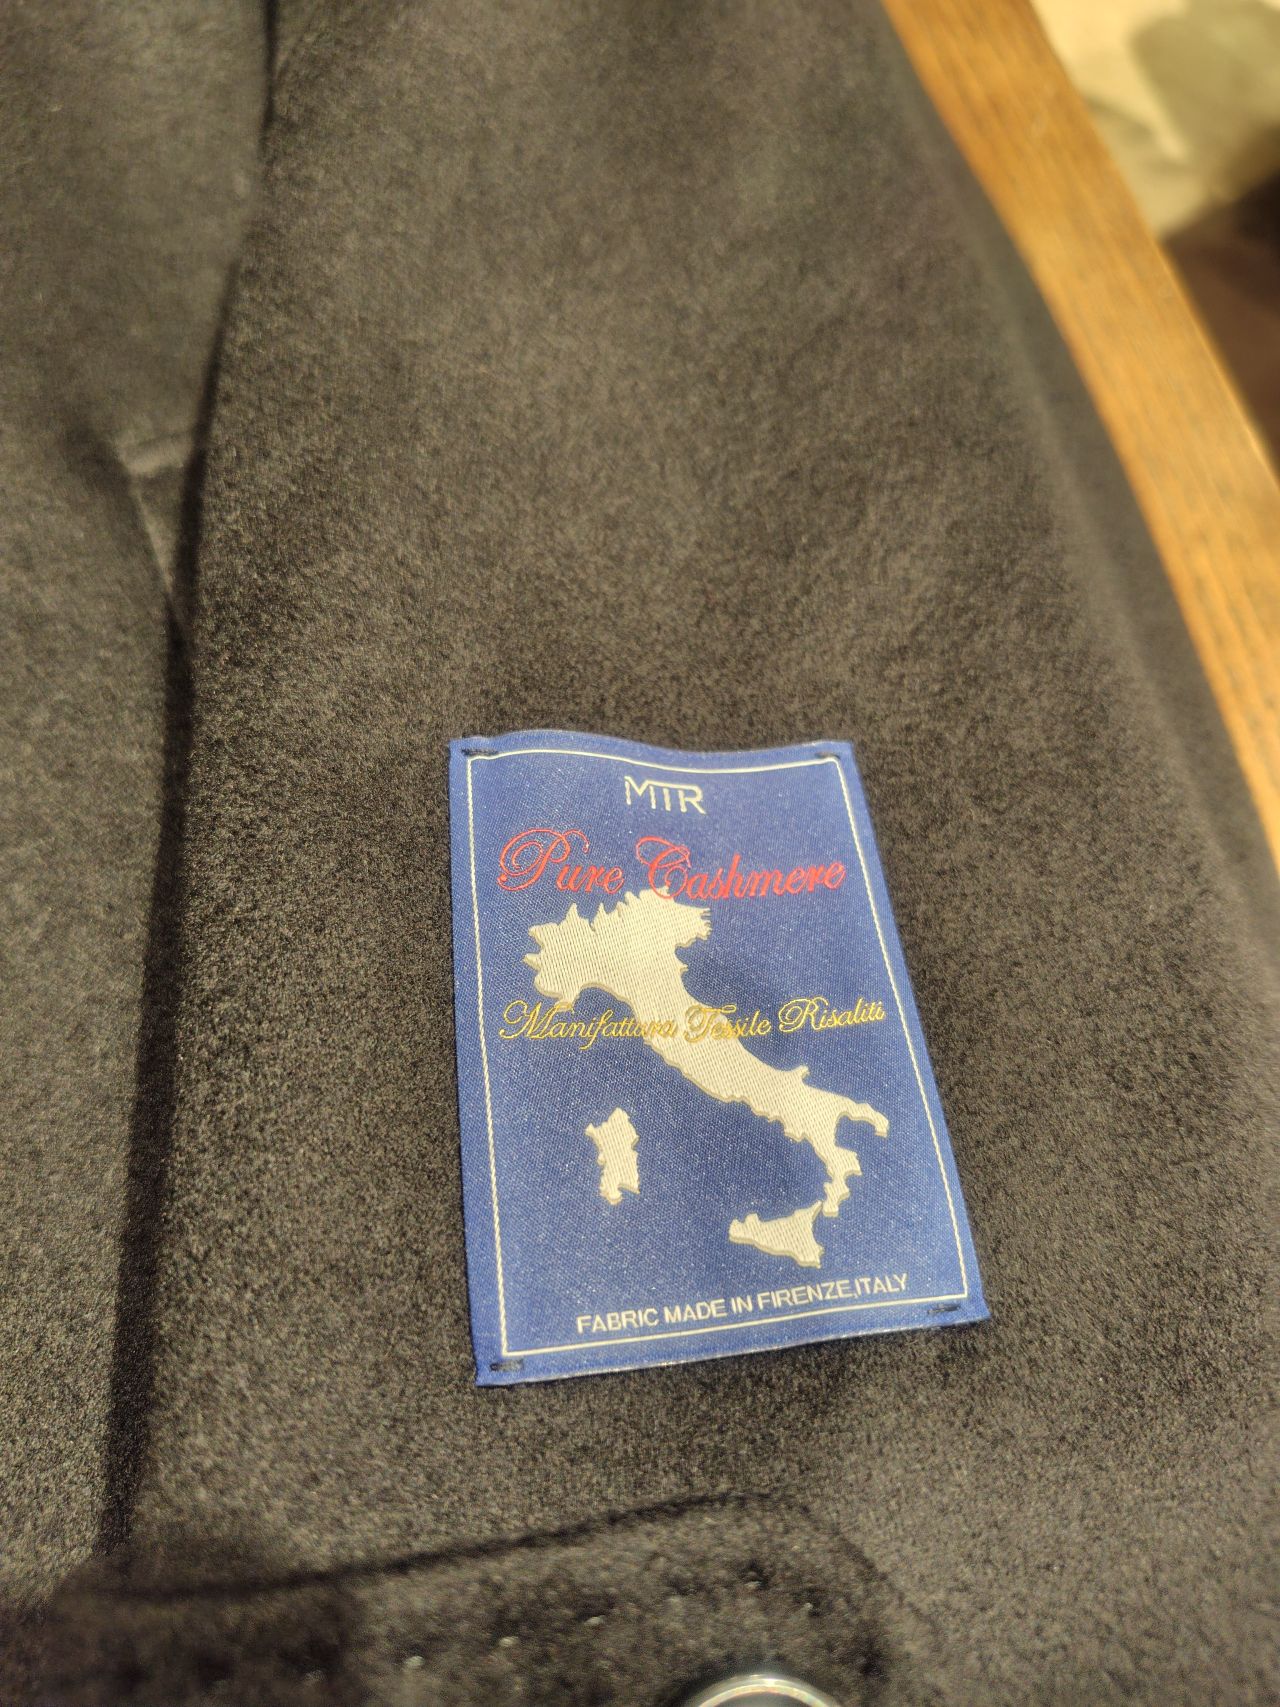 MTR
Pure Cashmere
Manifattura Tessile Risaliti
FABRIC MADE IN FIRENZE,ITALY